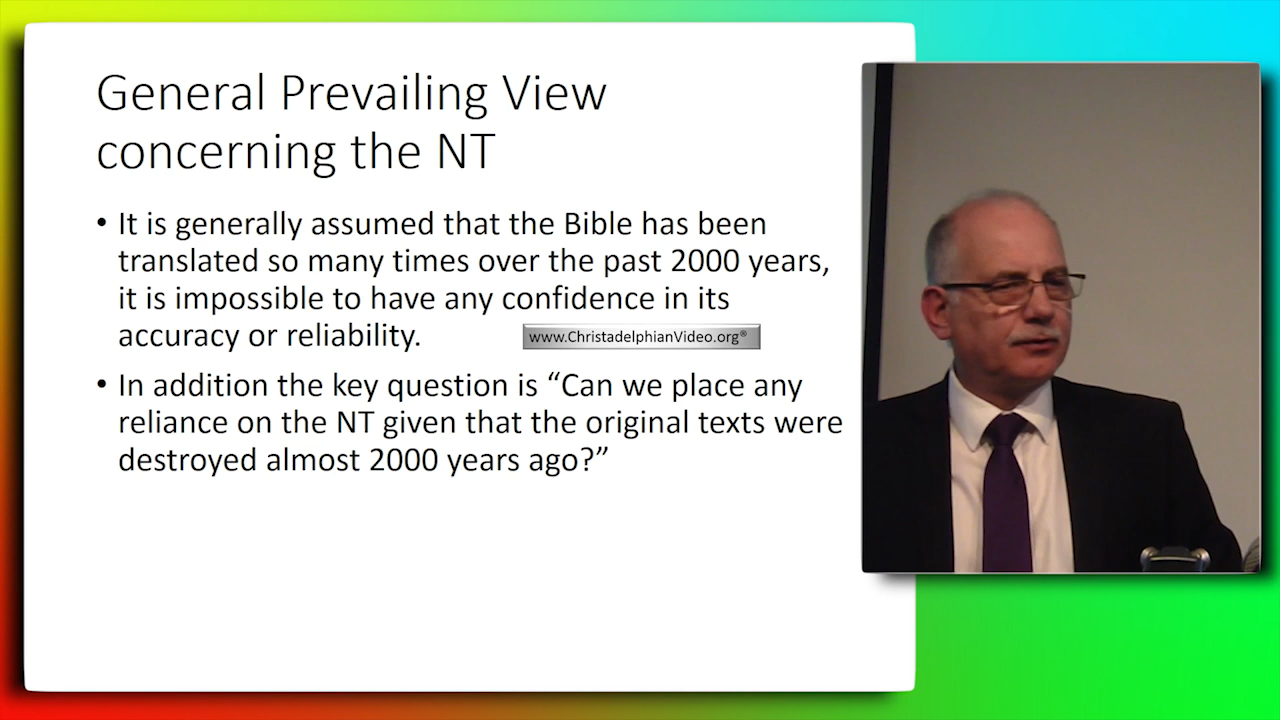 General Prevailing View
concerning the NT
• It is generally assumed that the Bible has been
translated so many times over the past 2000 years,
it is impossible to have any confidence in its
accuracy or reliability.
www.ChristadelphianVideo.org®
• In addition the key question is “Can we place any
reliance on the NT given that the original texts were
destroyed almost 2000 years ago?”